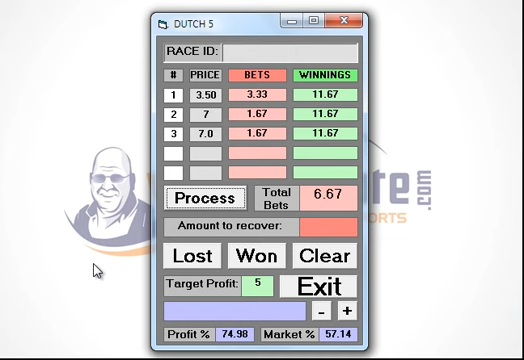 DUTCH 5
RACE ID:
# PRICE BETS WINNINGS
1 3.50 3.33 11.67
2 7 1.67 11.67
3 7.0 1.67 11.67
Process Total Bets 6.67
Amount to recover:
Lost Won Clear
Target Profit: 5 Exit
- +
Profit % 74.98 Market % 57.14
.com